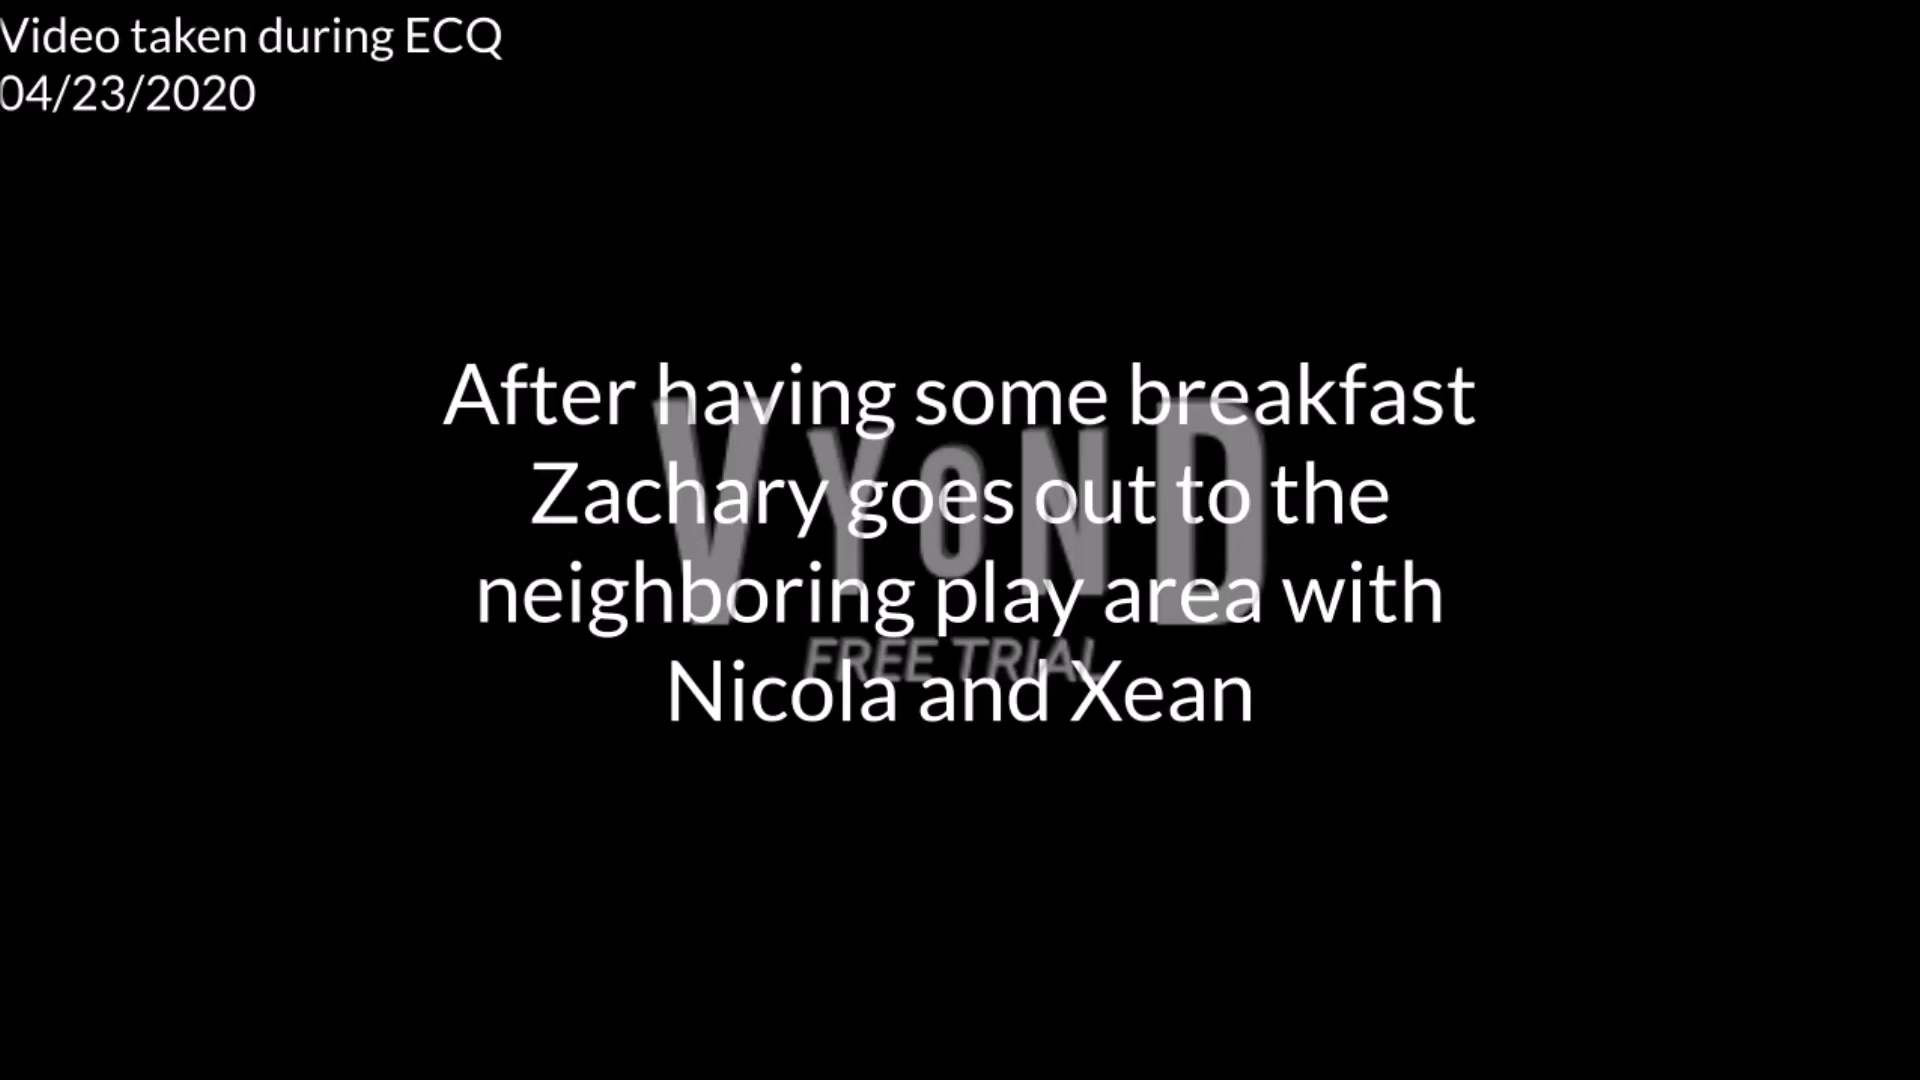 Video taken during ECQ
04/23/2020
After having some breakfast
Zachary goes out to the
neighboring play area with
Nicola and Xean
VYOND
FREE TRIAL